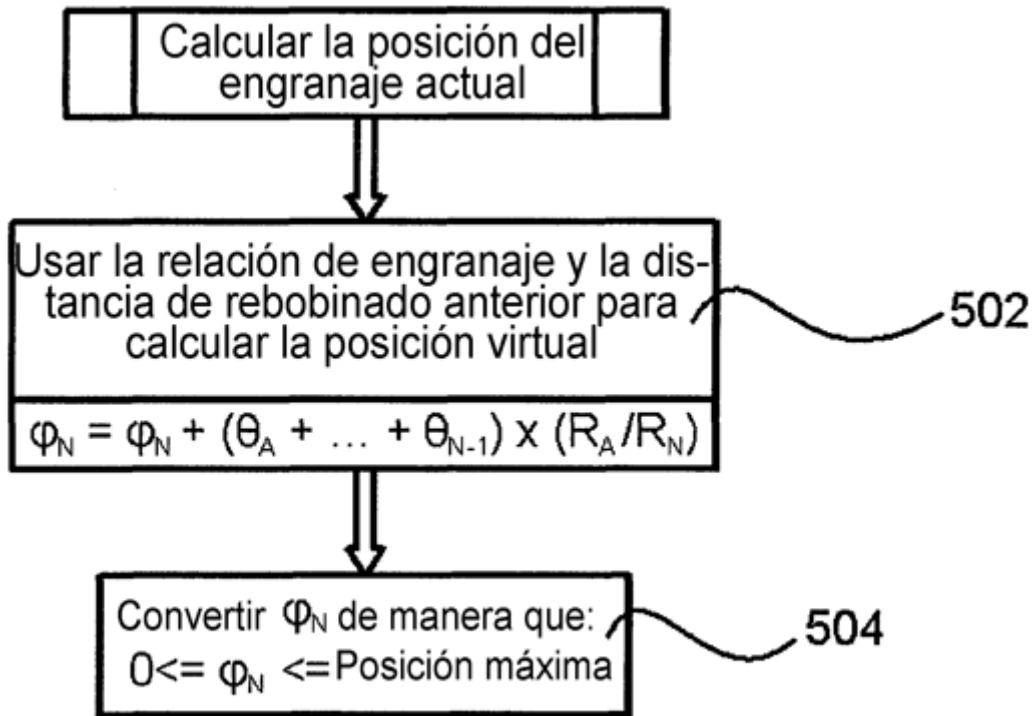 Calcular la posición del
engranaje actual
Usar la relación de engranaje y la dis-
tancia de rebobinado anterior para
calcular la posición virtual
502
φN = φN + (θA + ... + θN-1) x (RA/RN)
Convertir φN de manera que:
0<= φN <= Posición máxima
504